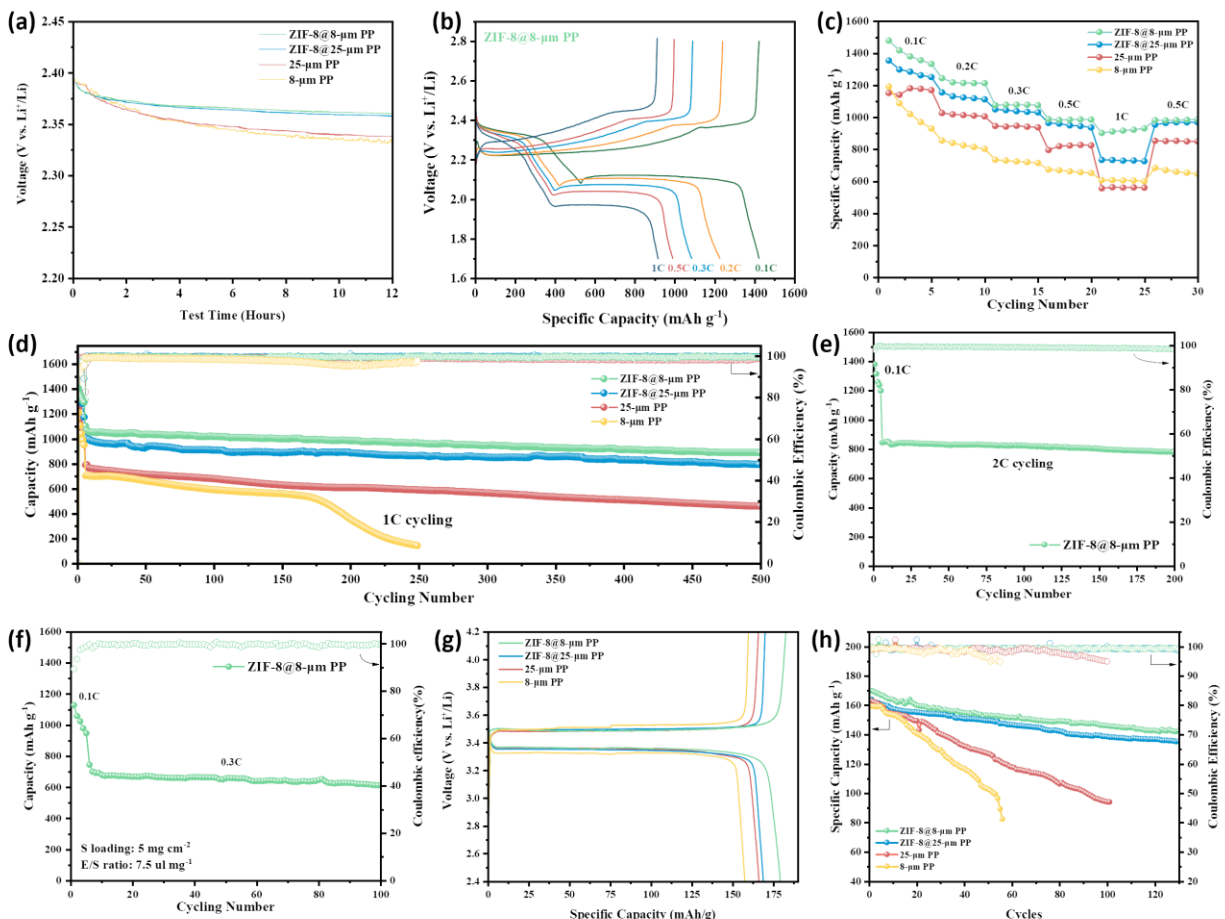 (a)
2.45
2.40
2.35
2.30
2.25
2.20
Voltage (V vs. Li⁺/Li)
ZIF-8@8-μm PP
ZIF-8@25-μm PP
25-μm PP
8-μm PP
0 2 4 6 8 10 12
Test Time (Hours)
(b)
ZIF-8@8-μm PP
2.8
2.6
2.4
2.2
2.0
1.8
1.6
Voltage (V vs. Li⁺/Li)
1C 0.5C 0.3C 0.2C 0.1C
0 200 400 600 800 1000 1200 1400 1600
Specific Capacity (mAh g⁻¹)
(c)
1600
1400
1200
1000
800
600
400
200
0
Specific Capacity (mAh g⁻¹)
ZIF-8@8-μm PP
ZIF-8@25-μm PP
25-μm PP
8-μm PP
0.1C
0.2C
0.3C
0.5C
1C
0.5C
0 5 10 15 20 25 30
Cycling Number
(d)
1600
1400
1200
1000
800
600
400
200
0
Capacity (mAh g⁻¹)
ZIF-8@8-μm PP
ZIF-8@25-μm PP
25-μm PP
8-μm PP
1C cycling
100
80
60
40
20
0
Coulombic Efficiency (%)
0 50 100 150 200 250 300 350 400 450 500
Cycling Number
(e)
1600
1400
1200
1000
800
600
400
200
0
Capacity (mAh g⁻¹)
0.1C
2C cycling
ZIF-8@8-μm PP
100
80
60
40
20
0
Coulombic Efficiency (%)
0 25 50 75 100 125 150 175 200
Cycling Number
(f)
1600
1400
1200
1000
800
600
400
200
0
Capacity (mAh g⁻¹)
ZIF-8@8-μm PP
0.1C
0.3C
S loading: 5 mg cm⁻²
E/S ratio: 7.5 ul mg⁻¹
100
80
60
40
20
0
Coulombic efficiency(%)
0 20 40 60 80 100
Cycling Number
(g)
4.2
4.0
3.8
3.6
3.4
3.2
3.0
2.8
2.6
2.4
Voltage (V vs. Li⁺/Li)
ZIF-8@8-μm PP
ZIF-8@25-μm PP
25-μm PP
8-μm PP
0 25 50 75 100 125 150 175
Specific Capacity (mAh/g)
(h)
200
180
160
140
120
100
80
60
40
Specific Capacity (mAh g⁻¹)
ZIF-8@8-μm PP
ZIF-8@25-μm PP
25-μm PP
8-μm PP
100
90
80
70
60
50
40
30
20
Coulombic Efficiency (%)
0 20 40 60 80 100 120
Cycles